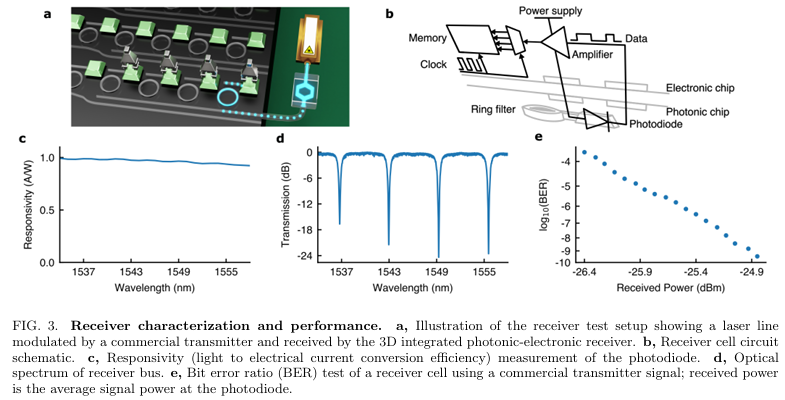 a
b
Power supply
Memory
Data
Amplifier
Clock
Electronic chip
Ring filter
Photonic chip
Photodiode
c
Responsivity (A/W)
1.0
0.5
0.0
1537
1543
1549
1555
Wavelength (nm)
d
Transmission (dB)
0
-6
-12
-18
-24
1537
1543
1549
1555
Wavelength (nm)
e
log10(BER)
-4
-5
-6
-7
-8
-9
-10
-26.4
-25.9
-25.4
-24.9
Received Power (dBm)
FIG. 3. Receiver characterization and performance. a, Illustration of the receiver test setup showing a laser line
modulated by a commercial transmitter and received by the 3D integrated photonic-electronic receiver. b, Receiver cell circuit
schematic. c, Responsivity (light to electrical current conversion efficiency) measurement of the photodiode. d, Optical
spectrum of receiver bus. e, Bit error ratio (BER) test of a receiver cell using a commercial transmitter signal; received power
is the average signal power at the photodiode.